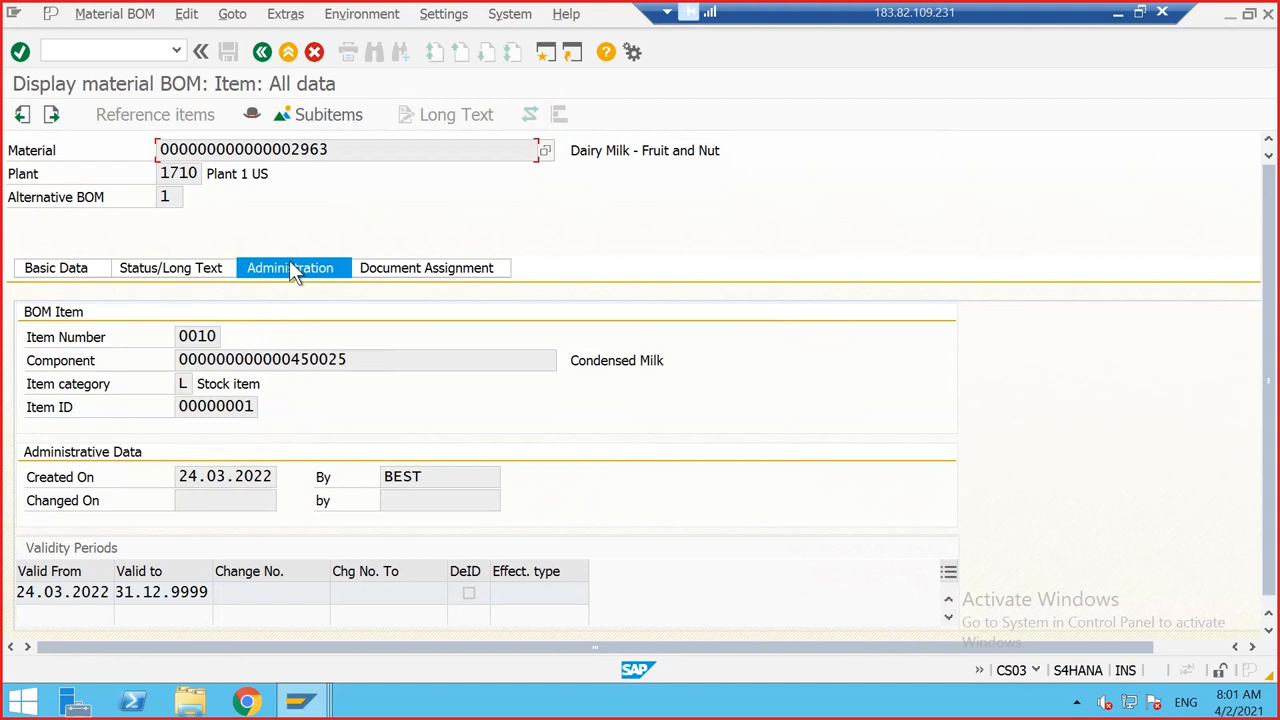 Material BOM Edit Goto Extras Environment Settings System Help
183.82.109.231
Display material BOM: Item: All data
Reference items Subitems Long Text
Material 000000000000002963 Dairy Milk - Fruit and Nut
Plant 1710 Plant 1 US
Alternative BOM 1
Basic Data Status/Long Text Administration Document Assignment
BOM Item
Item Number 0010
Component 000000000000450025 Condensed Milk
Item category L Stock item
Item ID 00000001
Administrative Data
Created On 24.03.2022 By BEST
Changed On by
Validity Periods
Valid From Valid to Change No. Chg No. To DeID Effect. type
24.03.2022 31.12.9999
Activate Windows
Go to System in Control Panel to activate
Windows.
SAP
CS03 S4HANA INS
ENG
8:01 AM
4/2/2021